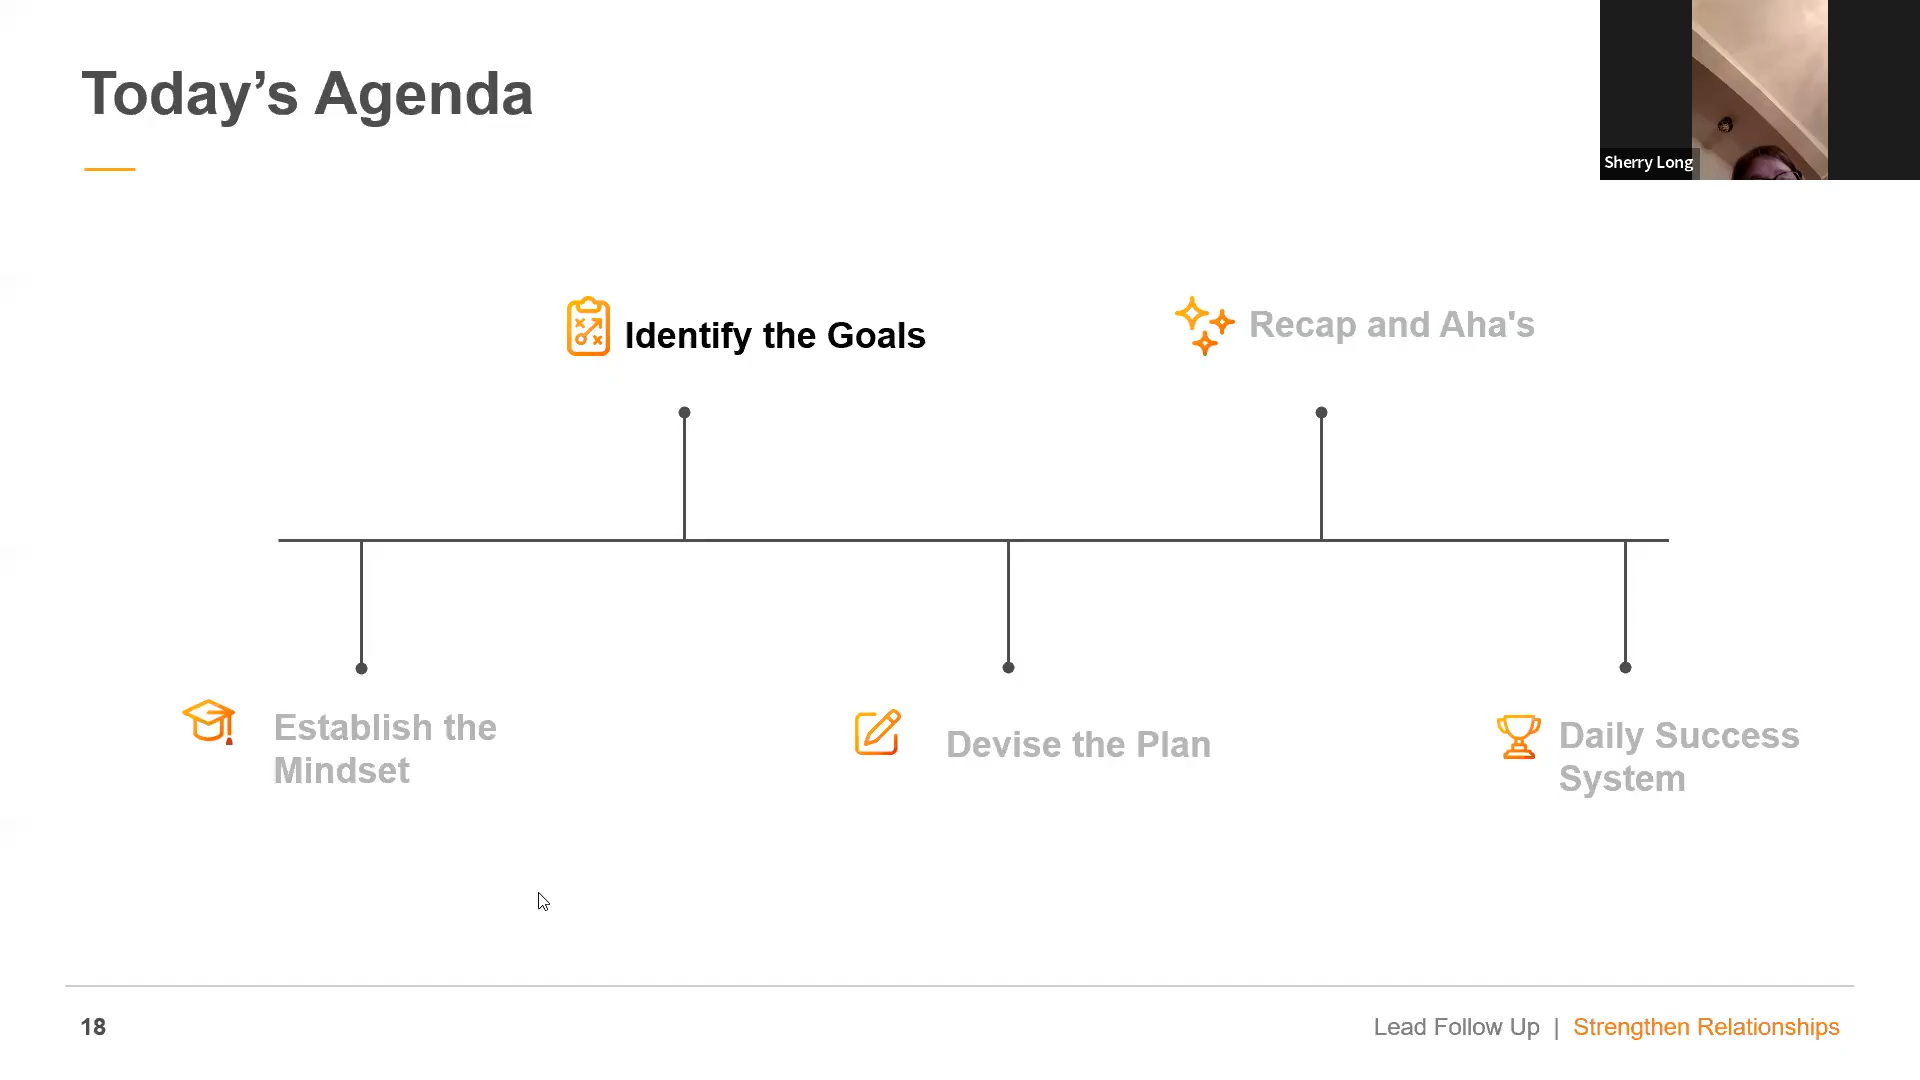 Today’s Agenda
Sherry Long
Identify the Goals
Recap and Aha's
Establish the
Mindset
Devise the Plan
Daily Success
System
18
Lead Follow Up | Strengthen Relationships